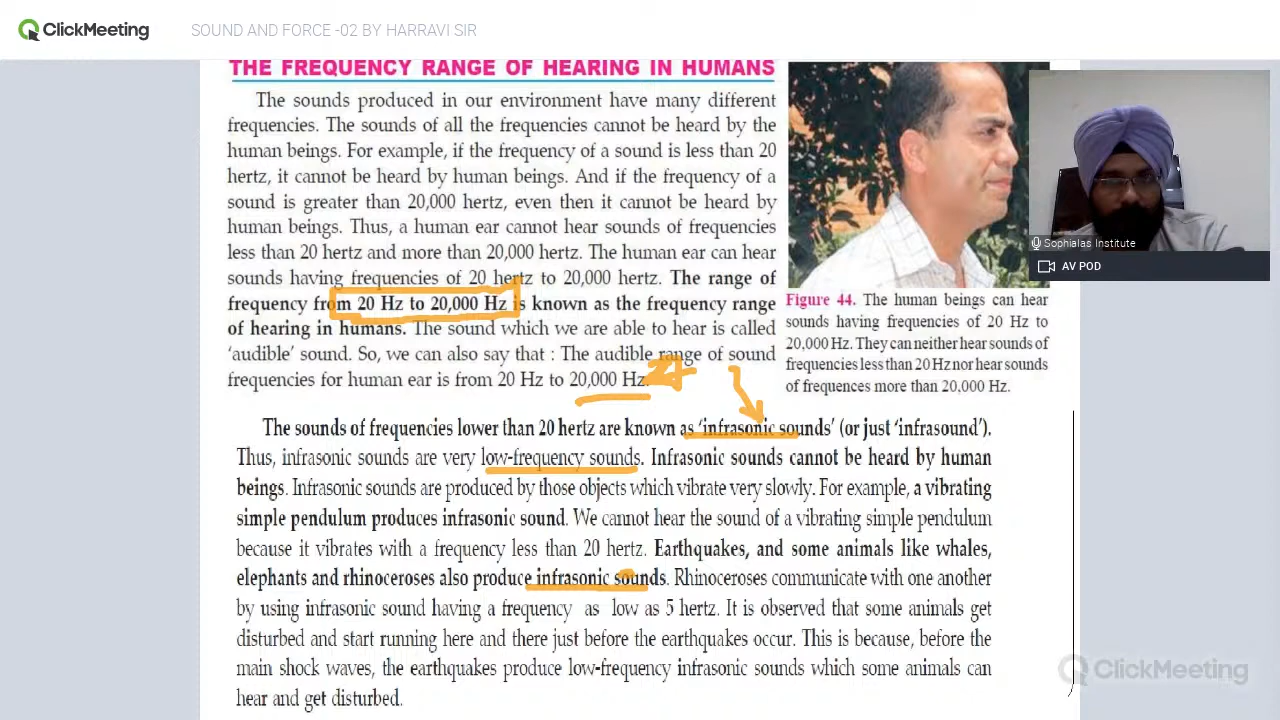 ClickMeeting
SOUND AND FORCE -02 BY HARRAVI SIR
THE FREQUENCY RANGE OF HEARING IN HUMANS
The sounds produced in our environment have many different
frequencies. The sounds of all the frequencies cannot be heard by the
human beings. For example, if the frequency of a sound is less than 20
hertz, it cannot be heard by human beings. And if the frequency of a
sound is greater than 20,000 hertz, even then it cannot be heard by
human beings. Thus, a human ear cannot hear sounds of frequencies
less than 20 hertz and more than 20,000 hertz. The human ear can hear
sounds having frequencies of 20 hertz to 20,000 hertz. The range of
frequency from 20 Hz to 20,000 Hz is known as the frequency range
of hearing in humans. The sound which we are able to hear is called
‘audible’ sound. So, we can also say that : The audible range of sound
frequencies for human ear is from 20 Hz to 20,000 Hz.
Sophialas Institute
AV POD
Figure 44. The human beings can hear
sounds having frequencies of 20 Hz to
20,000 Hz. They can neither hear sounds of
frequencies less than 20 Hz nor hear sounds
of frequences more than 20,000 Hz.
The sounds of frequencies lower than 20 hertz are known as ‘infrasonic sounds’ (or just ‘infrasound’).
Thus, infrasonic sounds are very low-frequency sounds. Infrasonic sounds cannot be heard by human
beings. Infrasonic sounds are produced by those objects which vibrate very slowly. For example, a vibrating
simple pendulum produces infrasonic sound. We cannot hear the sound of a vibrating simple pendulum
because it vibrates with a frequency less than 20 hertz. Earthquakes, and some animals like whales,
elephants and rhinoceroses also produce infrasonic sounds. Rhinoceroses communicate with one another
by using infrasonic sound having a frequency as low as 5 hertz. It is observed that some animals get
disturbed and start running here and there just before the earthquakes occur. This is because, before the
main shock waves, the earthquakes produce low-frequency infrasonic sounds which some animals can
hear and get disturbed.
ClickMeeting